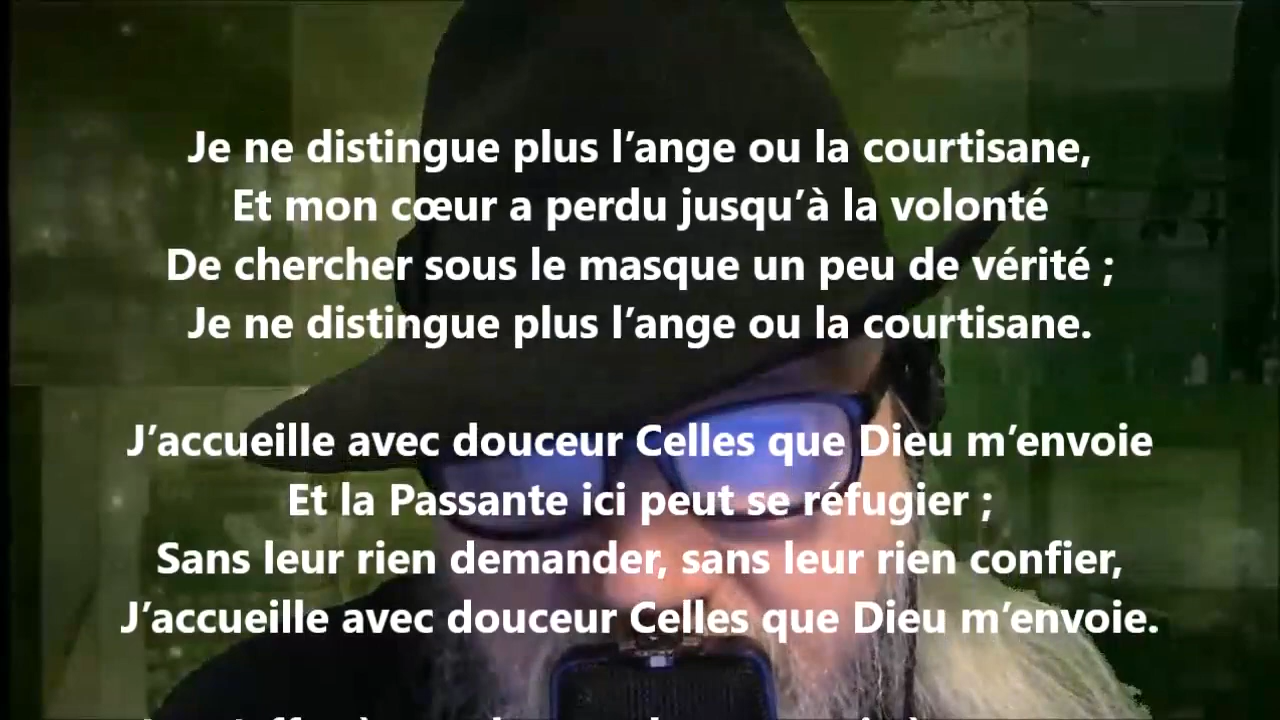 Je ne distingue plus l’ange ou la courtisane,
Et mon cœur a perdu jusqu’à la volonté
De chercher sous le masque un peu de vérité ;
Je ne distingue plus l’ange ou la courtisane.
J’accueille avec douceur Celles que Dieu m’envoie
Et la Passante ici peut se réfugier ;
Sans leur rien demander, sans leur rien confier,
J’accueille avec douceur Celles que Dieu m’envoie.